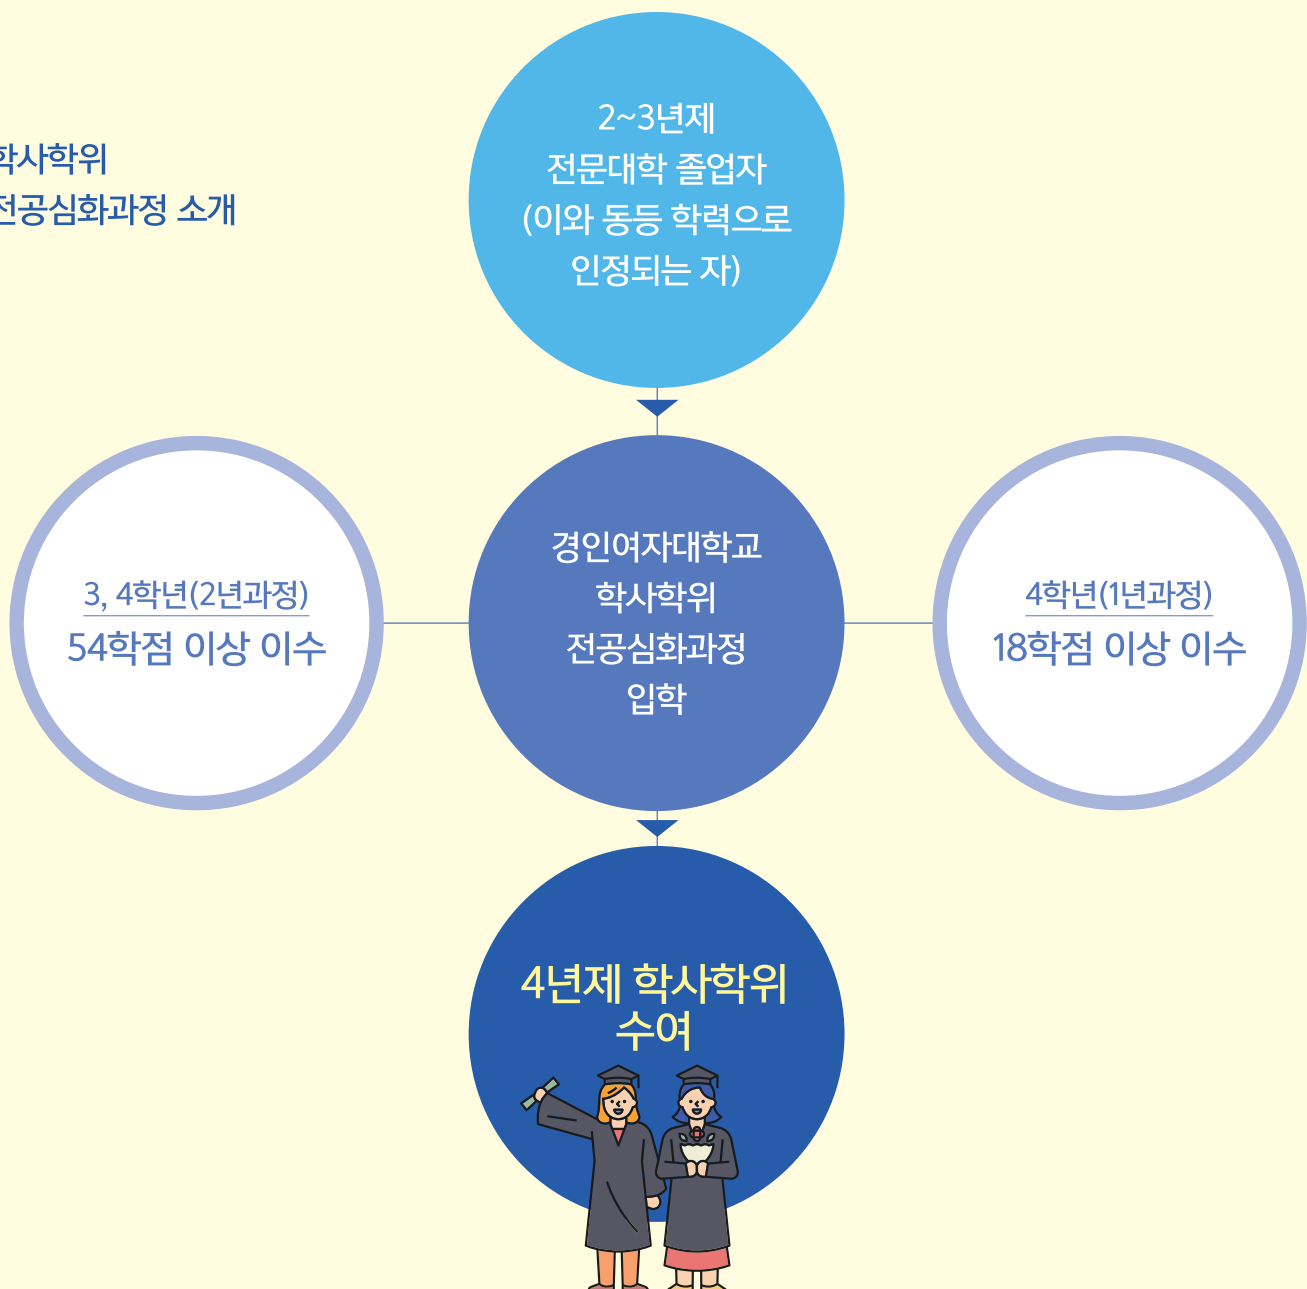 학사학위
전공심화과정 소개
2~3년제
전문대학 졸업자
(이와 동등 학력으로
인정되는 자)
3, 4학년(2년과정)
54학점 이상 이수
경인여자대학교
학사학위
전공심화과정
입학
4학년(1년과정)
18학점 이상 이수
4년제 학사학위
수여